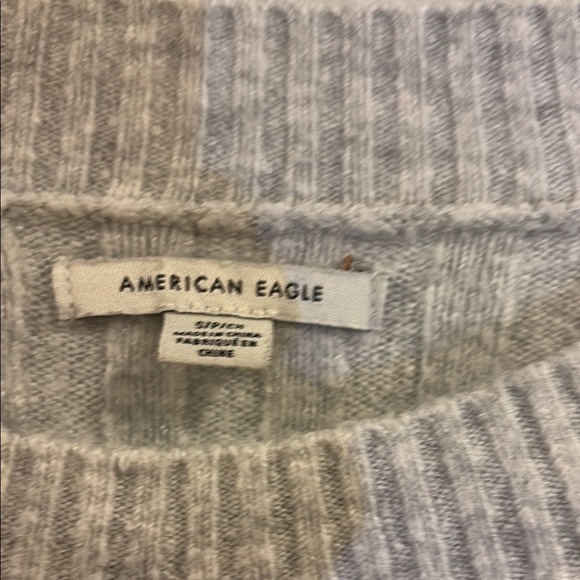 AMERICAN EAGLE
S/P/CH
MADE IN CHINA
FABRIQUÉ EN
CHINE